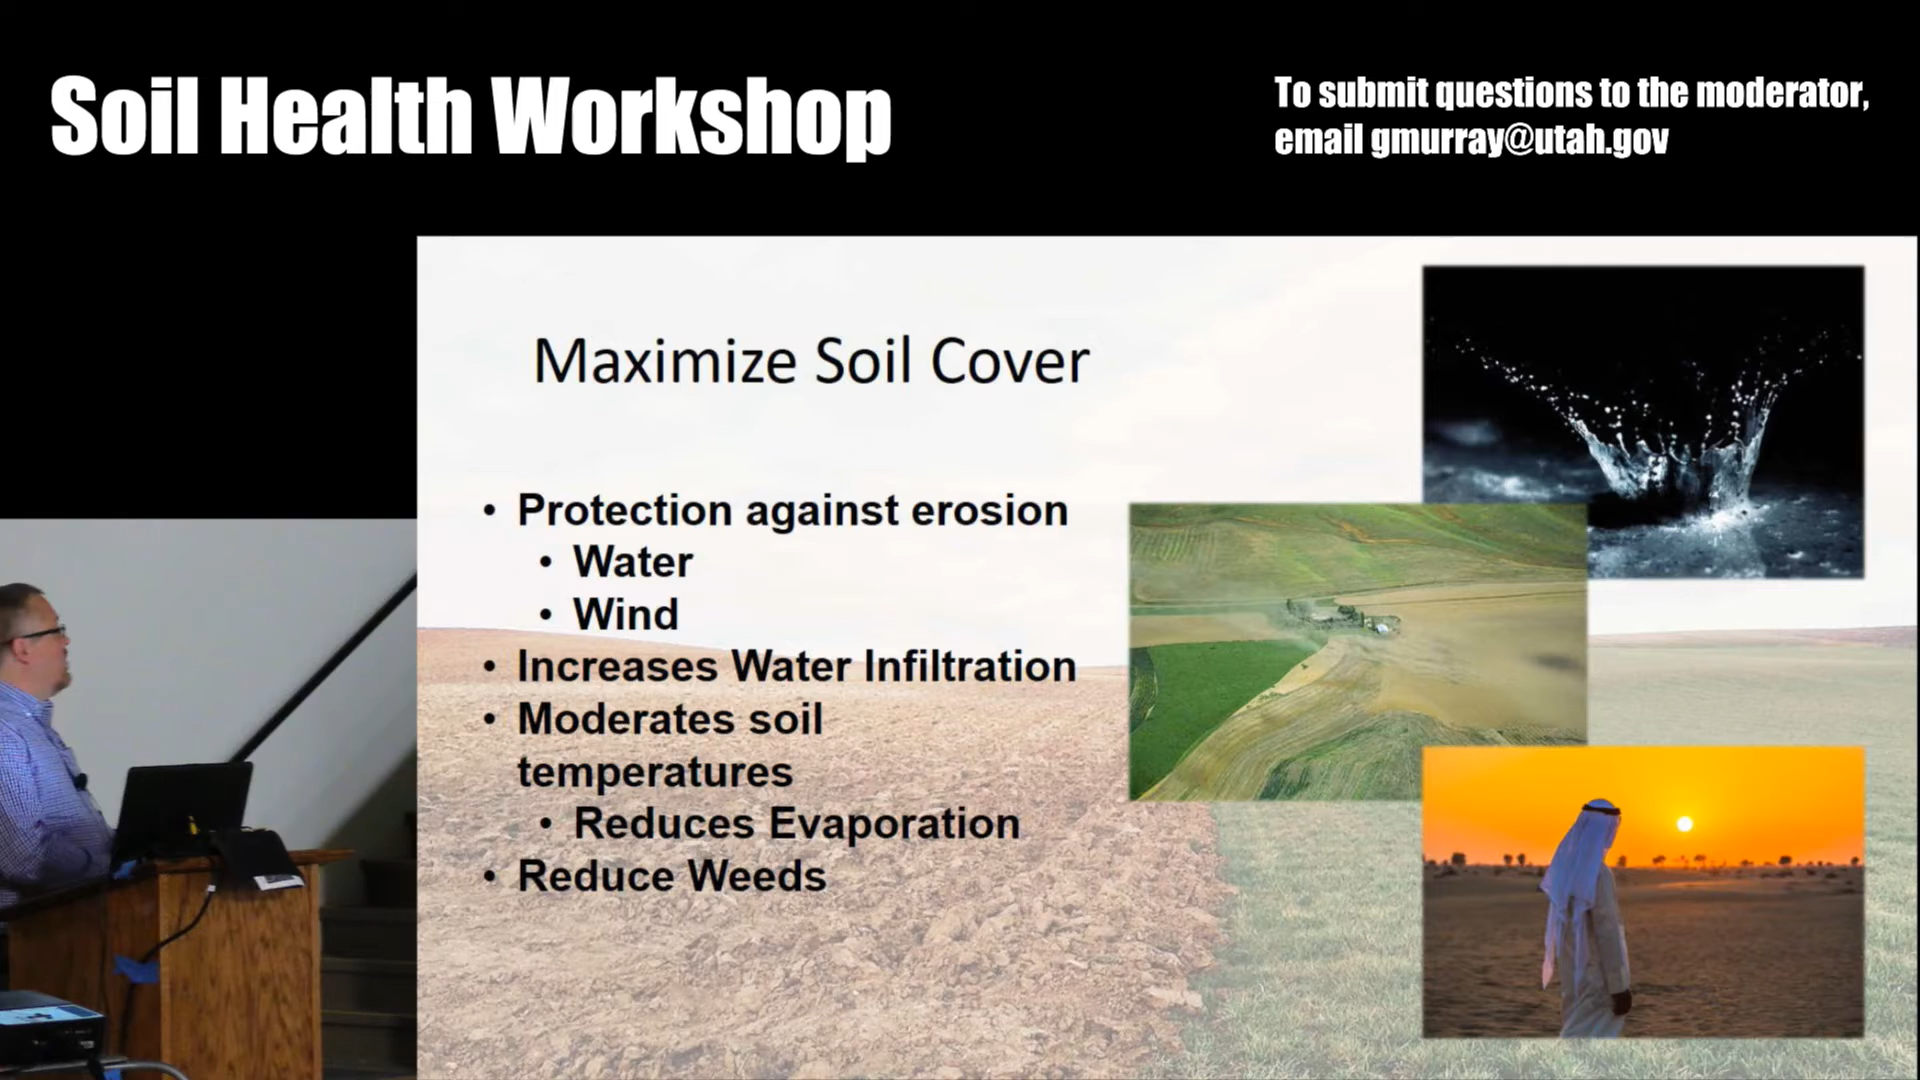 Soil Health Workshop
To submit questions to the moderator,
email gmurray@utah.gov
Maximize Soil Cover
• Protection against erosion
• Water
• Wind
• Increases Water Infiltration
• Moderates soil
temperatures
• Reduces Evaporation
• Reduce Weeds